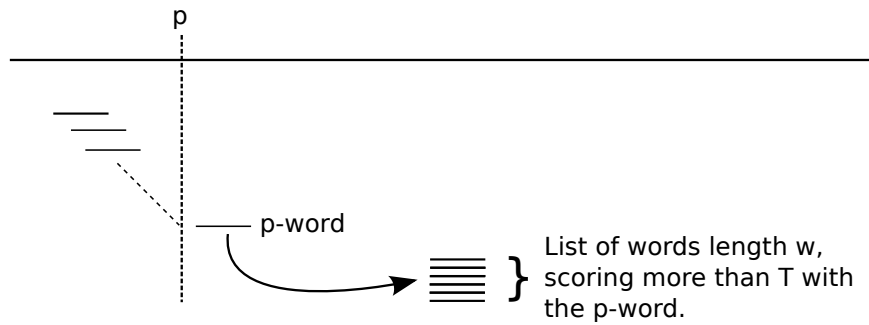 p
p-word
List of words length w,
scoring more than T with
the p-word.